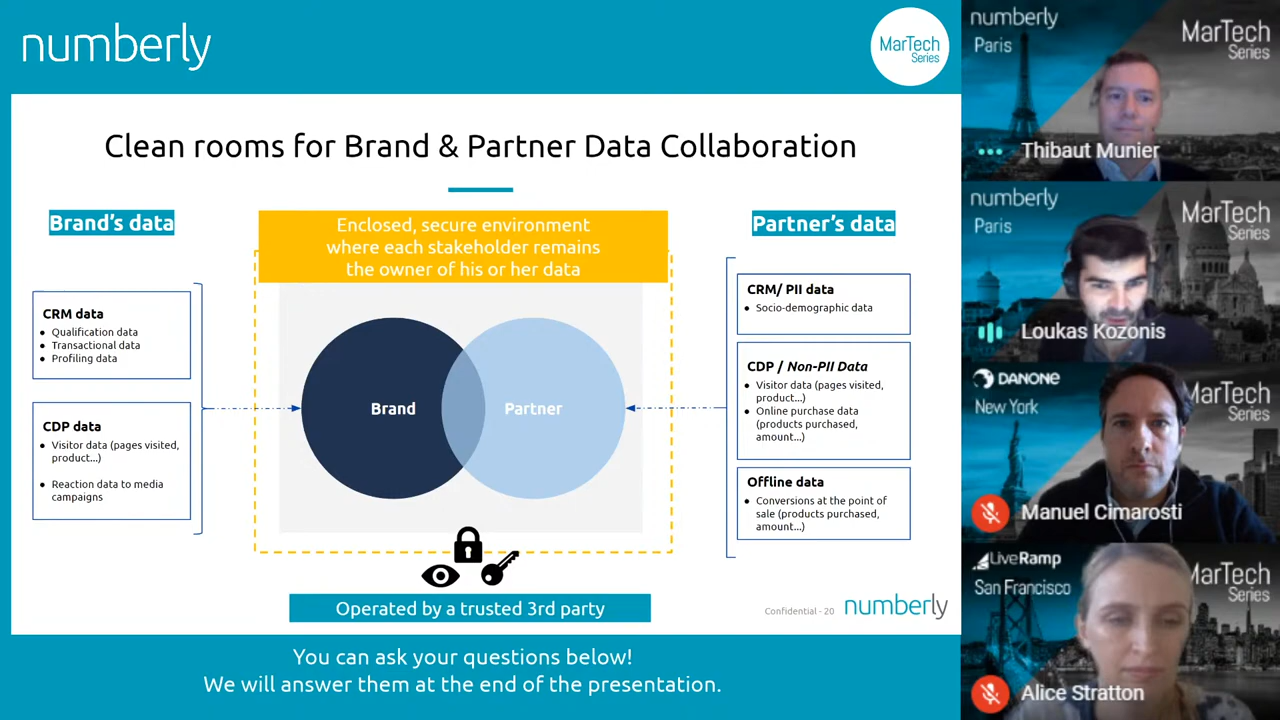 numberly
MarTech
Series
Clean rooms for Brand & Partner Data Collaboration
Brand's data
CRM data
● Qualification data
● Transactional data
● Profiling data
CDP data
● Visitor data (pages visited,
product...)
● Reaction data to media
campaigns
Enclosed, secure environment
where each stakeholder remains
the owner of his or her data
Brand
Partner
Operated by a trusted 3rd party
Partner's data
CRM/ PII data
● Socio-demographic data
CDP / Non-PII Data
● Visitor data (pages visited,
product...)
● Online purchase data
(products purchased,
amount...)
Offline data
● Conversions at the point of
sale (products purchased,
amount...)
Confidential - 20
numberly
You can ask your questions below!
We will answer them at the end of the presentation.
numberly
Paris
MarTech
Series
Thibaut Munier
numberly
Paris
MarTech
Series
Loukas Kozonis
DANONE
New York
MarTech
Series
Manuel Cimarosti
LiveRamp
San Francisco
MarTech
Series
Alice Stratton